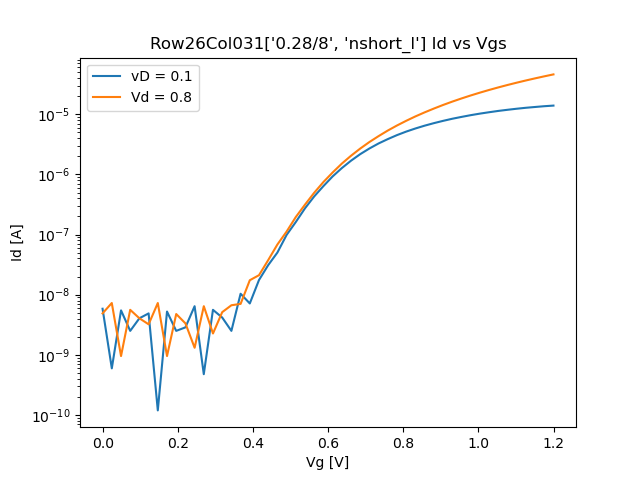 Row26Col031['0.28/8', 'nshort_l'] Id vs Vgs
vD = 0.1
Vd = 0.8
Id [A]
10⁻⁵
10⁻⁶
10⁻⁷
10⁻⁸
10⁻⁹
10⁻¹⁰
0.0 0.2 0.4 0.6 0.8 1.0 1.2
Vg [V]